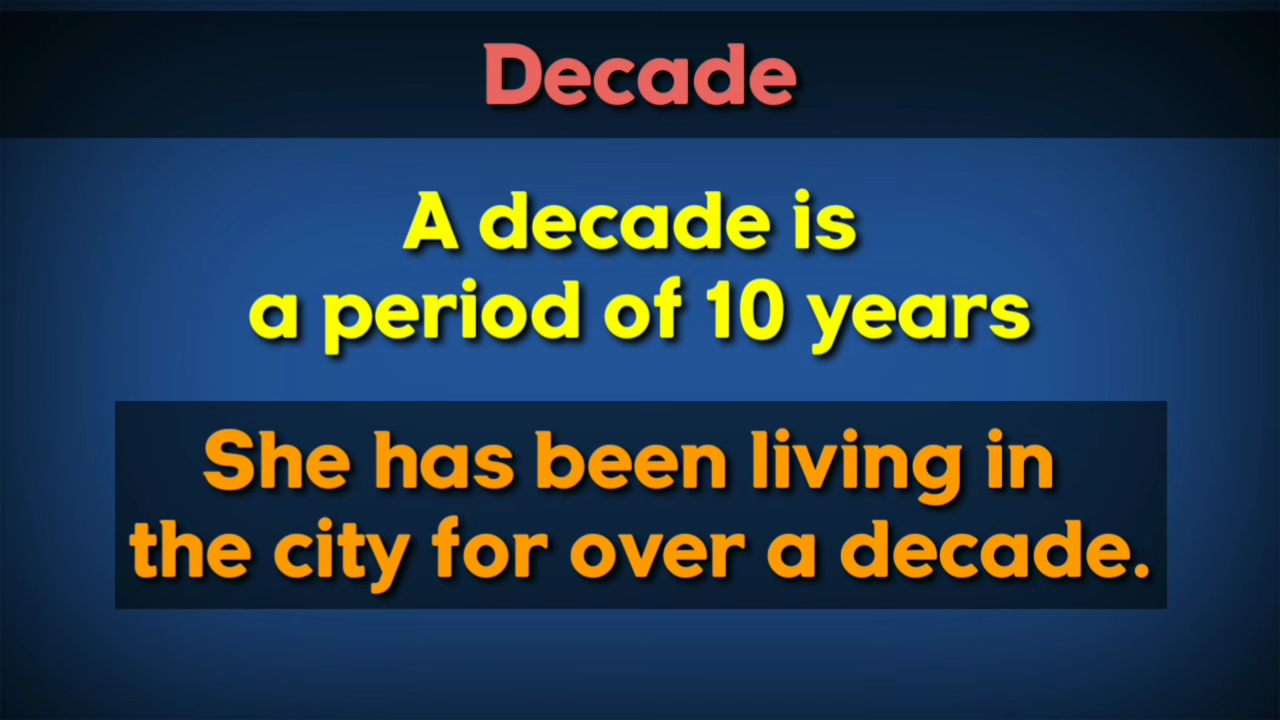 Decade
A decade is
a period of 10 years
She has been living in
the city for over a decade.